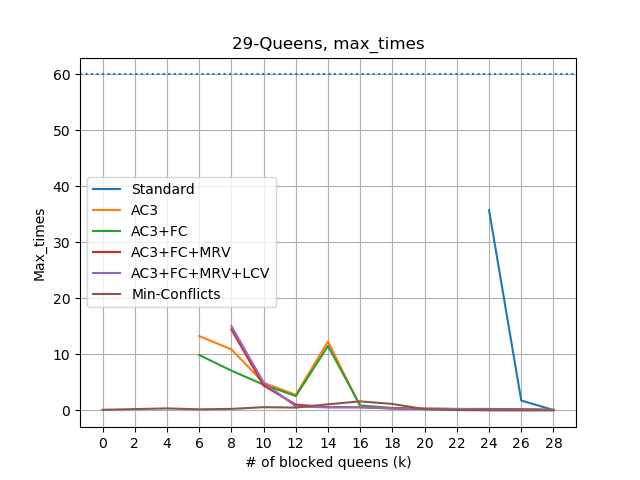 29-Queens, max_times
60
50
40
30
20
10
0
Max_times
Standard
AC3
AC3+FC
AC3+FC+MRV
AC3+FC+MRV+LCV
Min-Conflicts
0 2 4 6 8 10 12 14 16 18 20 22 24 26 28
# of blocked queens (k)